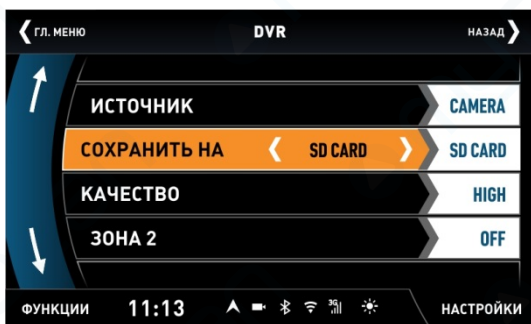 ГЛ. МЕНЮ DVR НАЗАД
ИСТОЧНИК CAMERA
СОХРАНИТЬ НА SD CARD SD CARD
КАЧЕСТВО HIGH
ЗОНА 2 OFF
ФУНКЦИИ 11:13 3G НАСТРОЙКИ